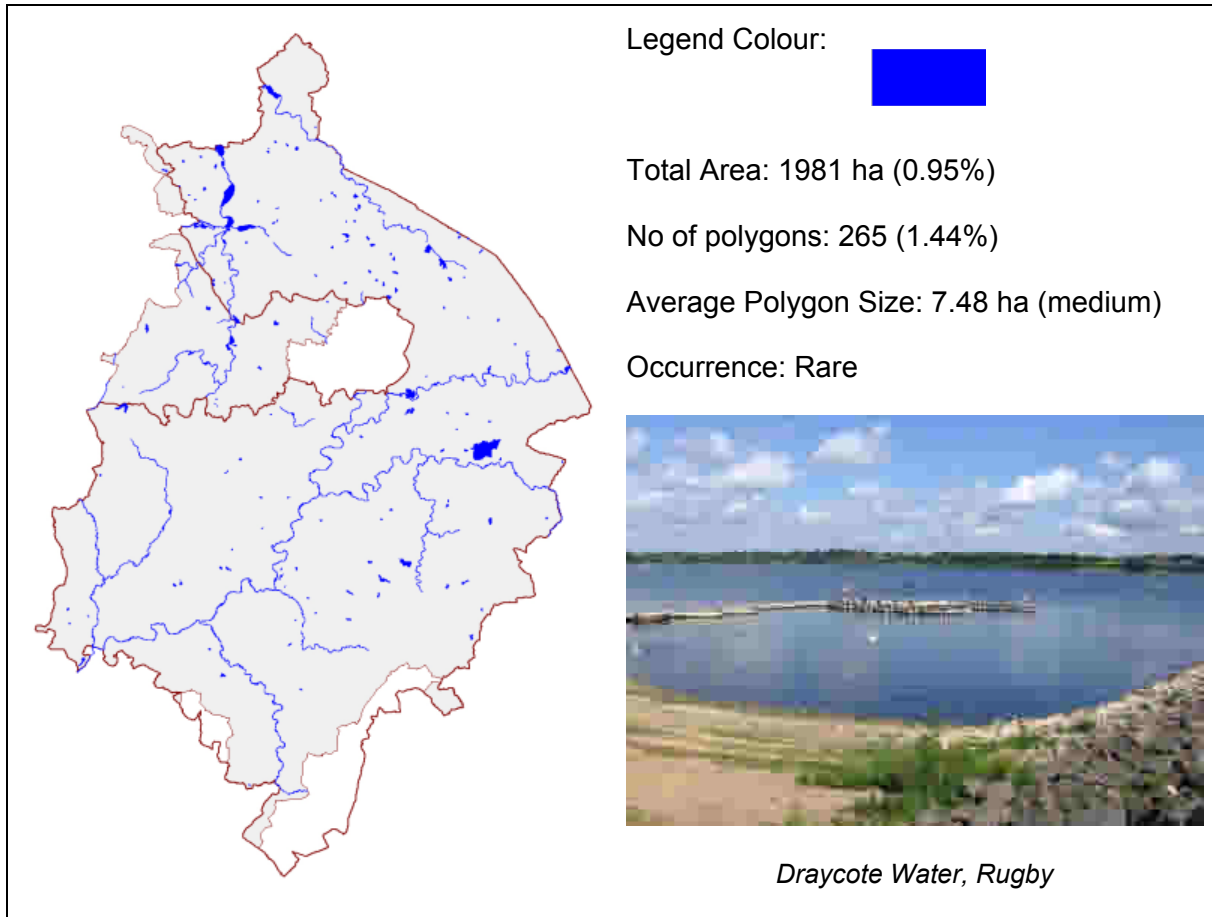 Legend Colour:
Total Area: 1981 ha (0.95%)
No of polygons: 265 (1.44%)
Average Polygon Size: 7.48 ha (medium)
Occurrence: Rare
Draycote Water, Rugby